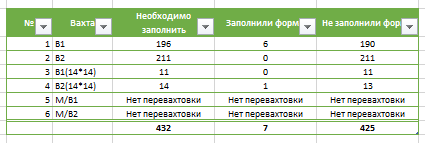 № Вахта Необходимо заполнить Заполнили форм Не заполнили фор
1 В1 196 6 190
2 В2 211 0 211
3 В1(14*14) 11 0 11
4 В2(14*14) 14 1 13
5 М/В1 Нет перевахтовки Нет перевахтовки Нет перевахтовки
6 М/В2 Нет перевахтовки Нет перевахтовки Нет перевахтовки
432 7 425